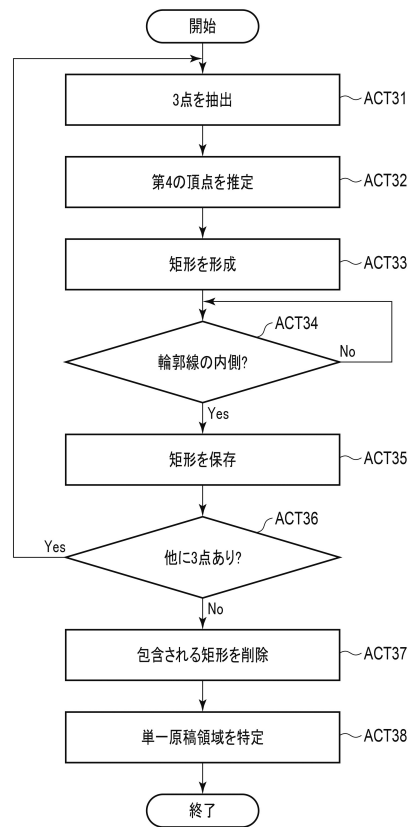 開始
3点を抽出
ACT31
第4の頂点を推定
ACT32
矩形を形成
ACT33
ACT34
輪郭線の内側?
No
Yes
矩形を保存
ACT35
ACT36
Yes
他に3点あり?
No
包含される矩形を削除
ACT37
単一原稿領域を特定
ACT38
終了